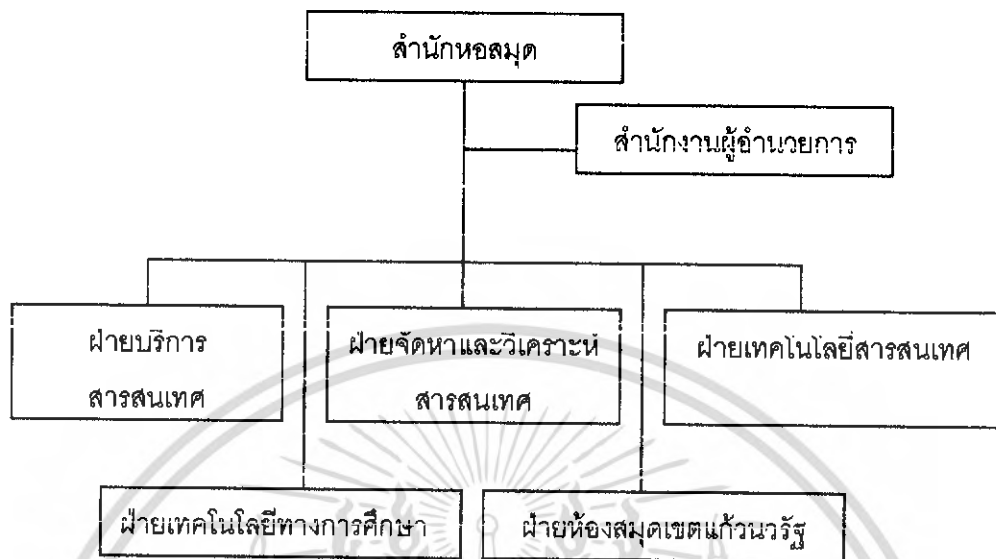 สำนักหอสมุด
สำนักงานผู้อำนวยการ
ฝ่ายบริการ
สารสนเทศ
ฝ่ายจัดหาและวิเคราะห์
สารสนเทศ
ฝ่ายเทคโนโลยีสารสนเทศ
ฝ่ายเทคโนโลยีทางการศึกษา
ฝ่ายห้องสมุดเขตแก้วนวรัฐ